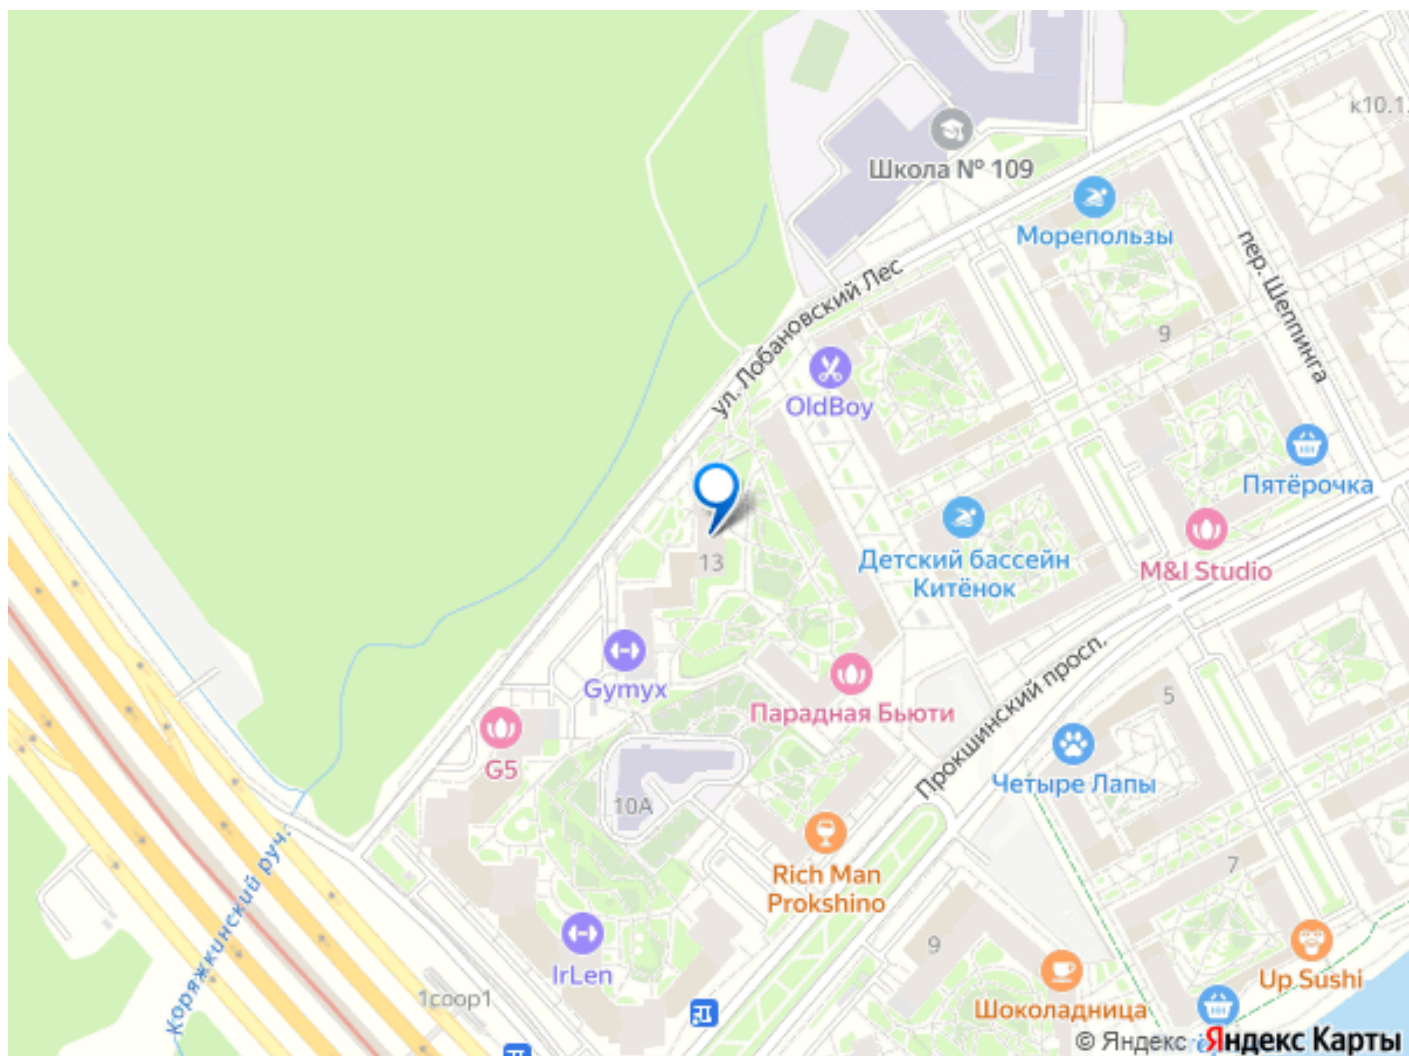 к10.1.
Школа № 109
Морепользы
пер. Шеппинга
ул. Лобановский Лес
9
OldBoy
Пятёрочка
Детский бассейн
Китёнок
M&I Studio
13
Gymyx
Парадная Бьюти
Прокшинский просп.
5
G5
Четыре Лапы
10А
Rich Man
Prokshino
Коряжкинский руч.
7
9
IrLen
Up Sushi
1соор1
Шоколадница
© Яндекс Яндекс Карты